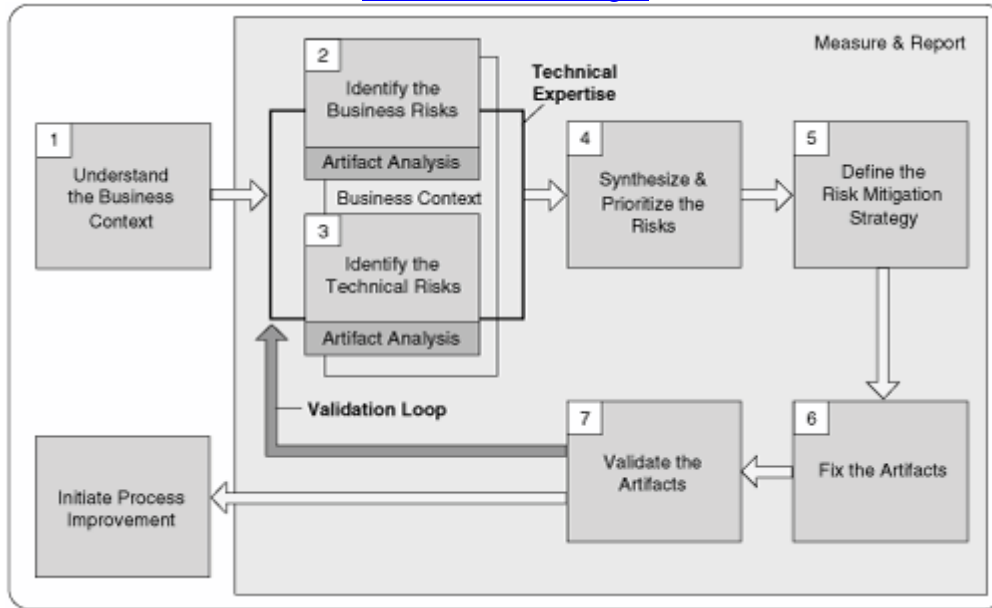 Measure & Report
1
Understand
the Business
Context
2
Identify the
Business Risks
Artifact Analysis
Technical
Expertise
Business Context
3
Identify the
Technical Risks
Artifact Analysis
4
Synthesize &
Prioritize the
Risks
5
Define the
Risk Mitigation
Strategy
Validation Loop
6
Fix the Artifacts
7
Validate the
Artifacts
Initiate Process
Improvement